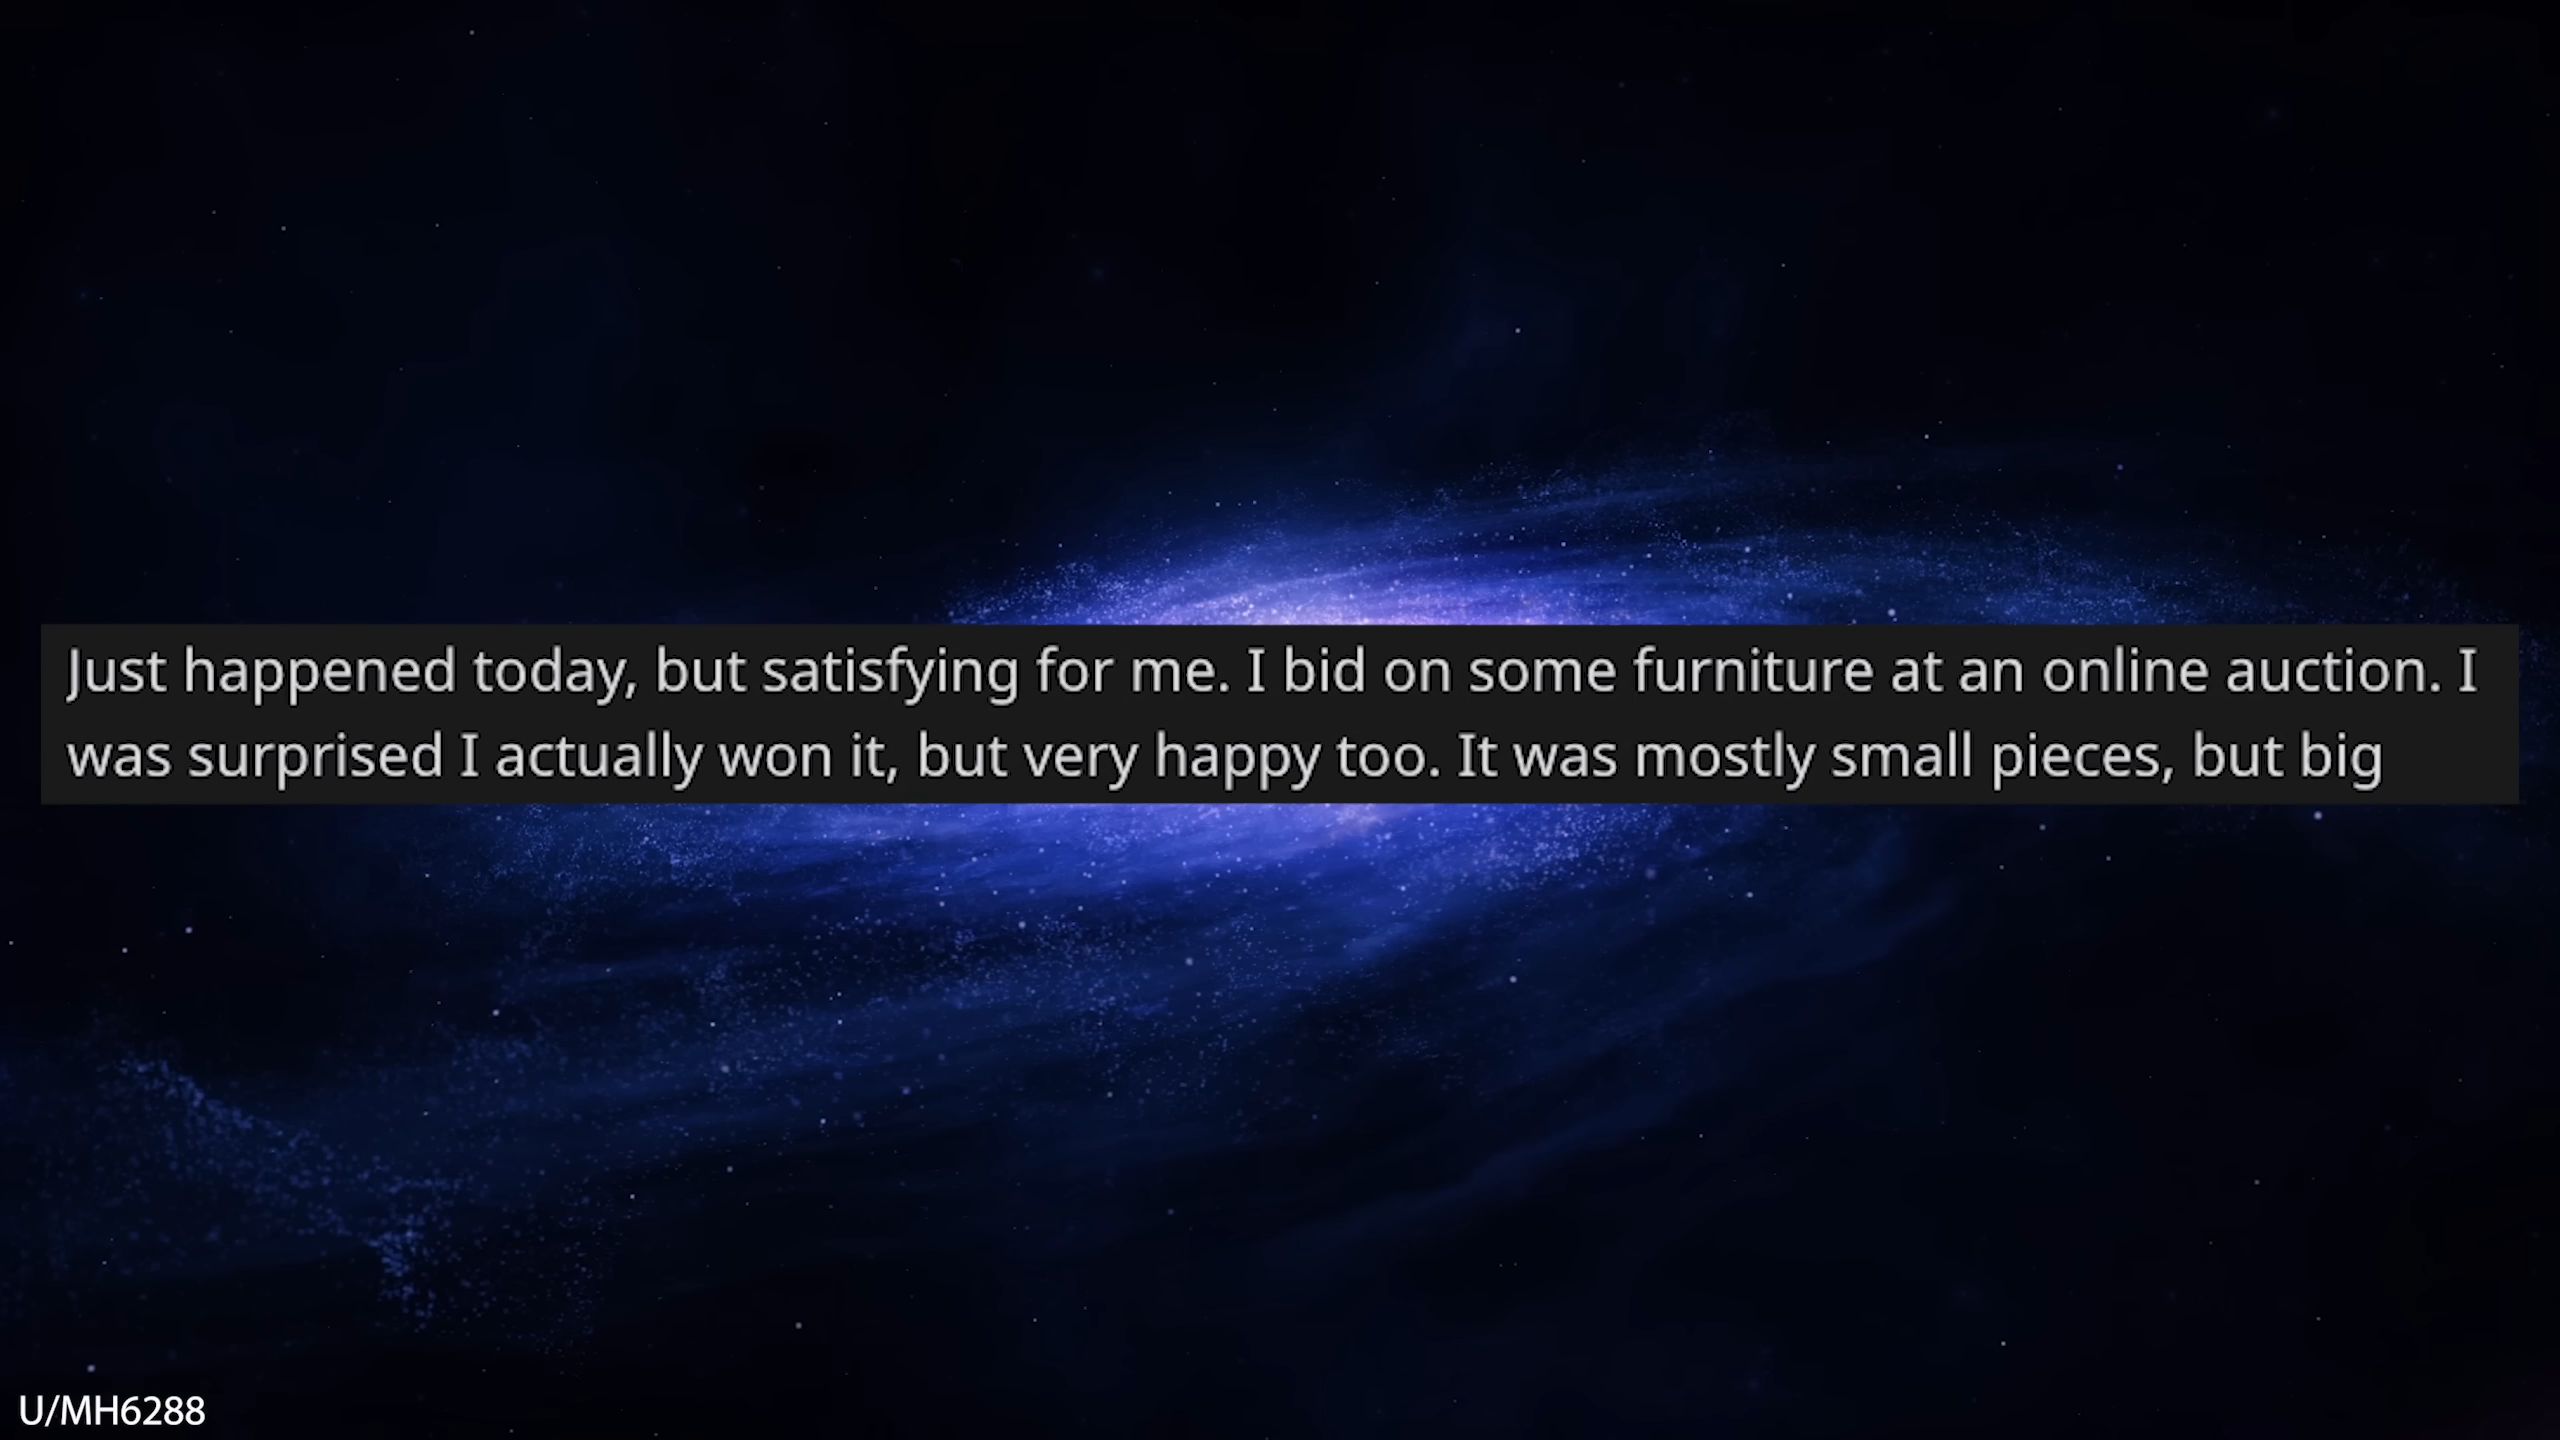 Just happened today, but satisfying for me. I bid on some furniture at an online auction. I
was surprised I actually won it, but very happy too. It was mostly small pieces, but big
U/MH6288